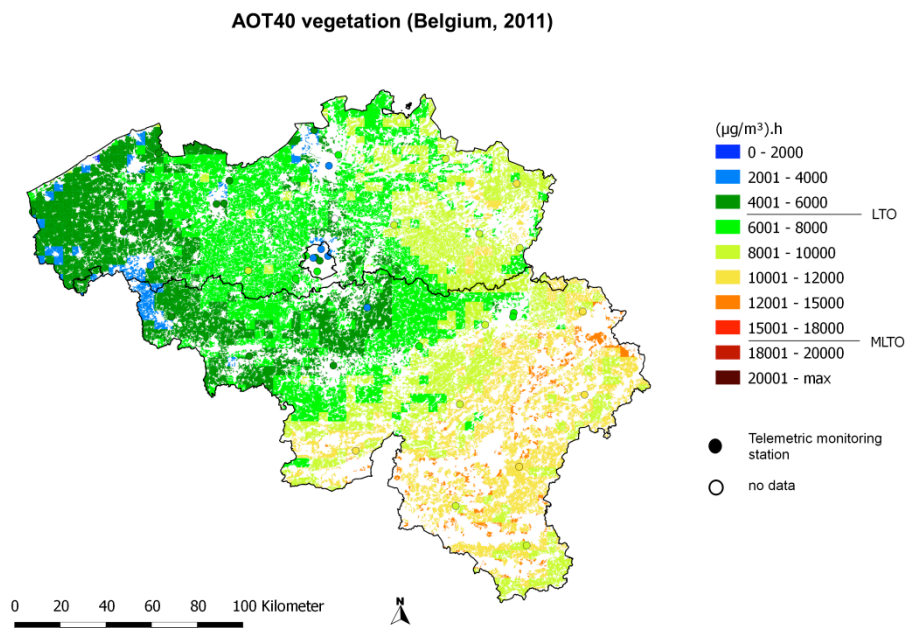 AOT40 vegetation (Belgium, 2011)
(µg/m³).h
0 - 2000
2001 - 4000
4001 - 6000
LTO
6001 - 8000
8001 - 10000
10001 - 12000
12001 - 15000
15001 - 18000
MLTO
18001 - 20000
20001 - max
Telemetric monitoring
station
no data
N
0 20 40 60 80 100 Kilometer